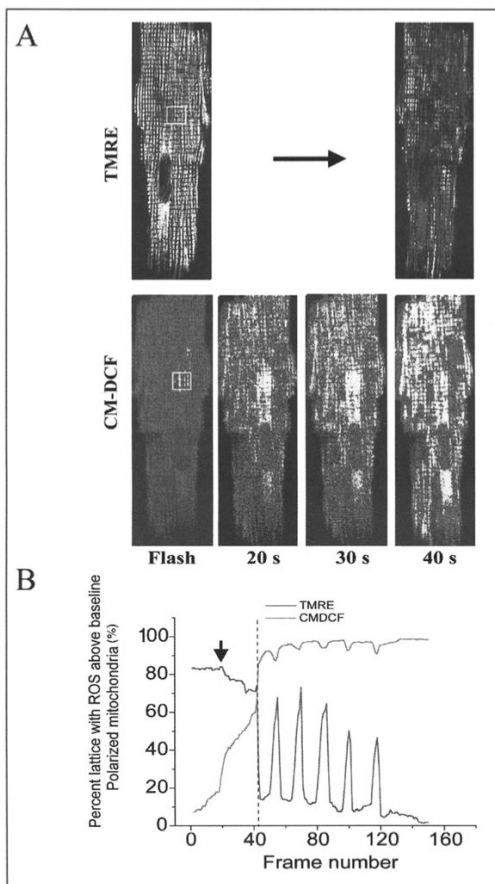 A
TMRE
CM-DCF
Flash
20 s
30 s
40 s
B
TMRE
CMDCF
Percent lattice with ROS above baseline
Polarized mitochondria (%)
100
80
60
40
20
0
0
40
80
120
160
Frame number